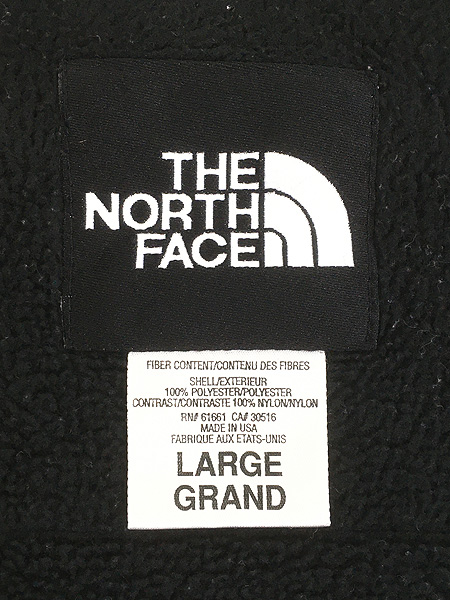 THE
NORTH
FACE
FIBER CONTENT/CONTENU DES FIBRES
SHELL/EXTERIEUR
100% POLYESTER/POLYESTER
CONTRAST/CONTRASTE 100% NYLON/NYLON
RN# 61661 CA# 30516
MADE IN USA
FABRIQUE AUX ETATS-UNIS
LARGE
GRAND